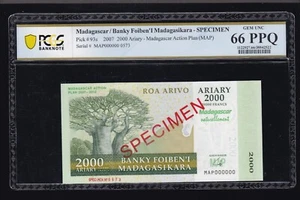 PCGS
BANKNOTE
Madagascar / Banky Foiben'I Madagasikara - SPECIMEN
Pick #93s 2007 2000 Ariary - Madagascar Action Plan (MAP)
Serial # MAP000000 0373
GEM UNC
66 PPQ
ROA ARIVO
ARIARY
2000
SPECIMEN
2000
ARIARY
BANKY FOIBEN'I
MADAGASIKARA
MAP000000
2000